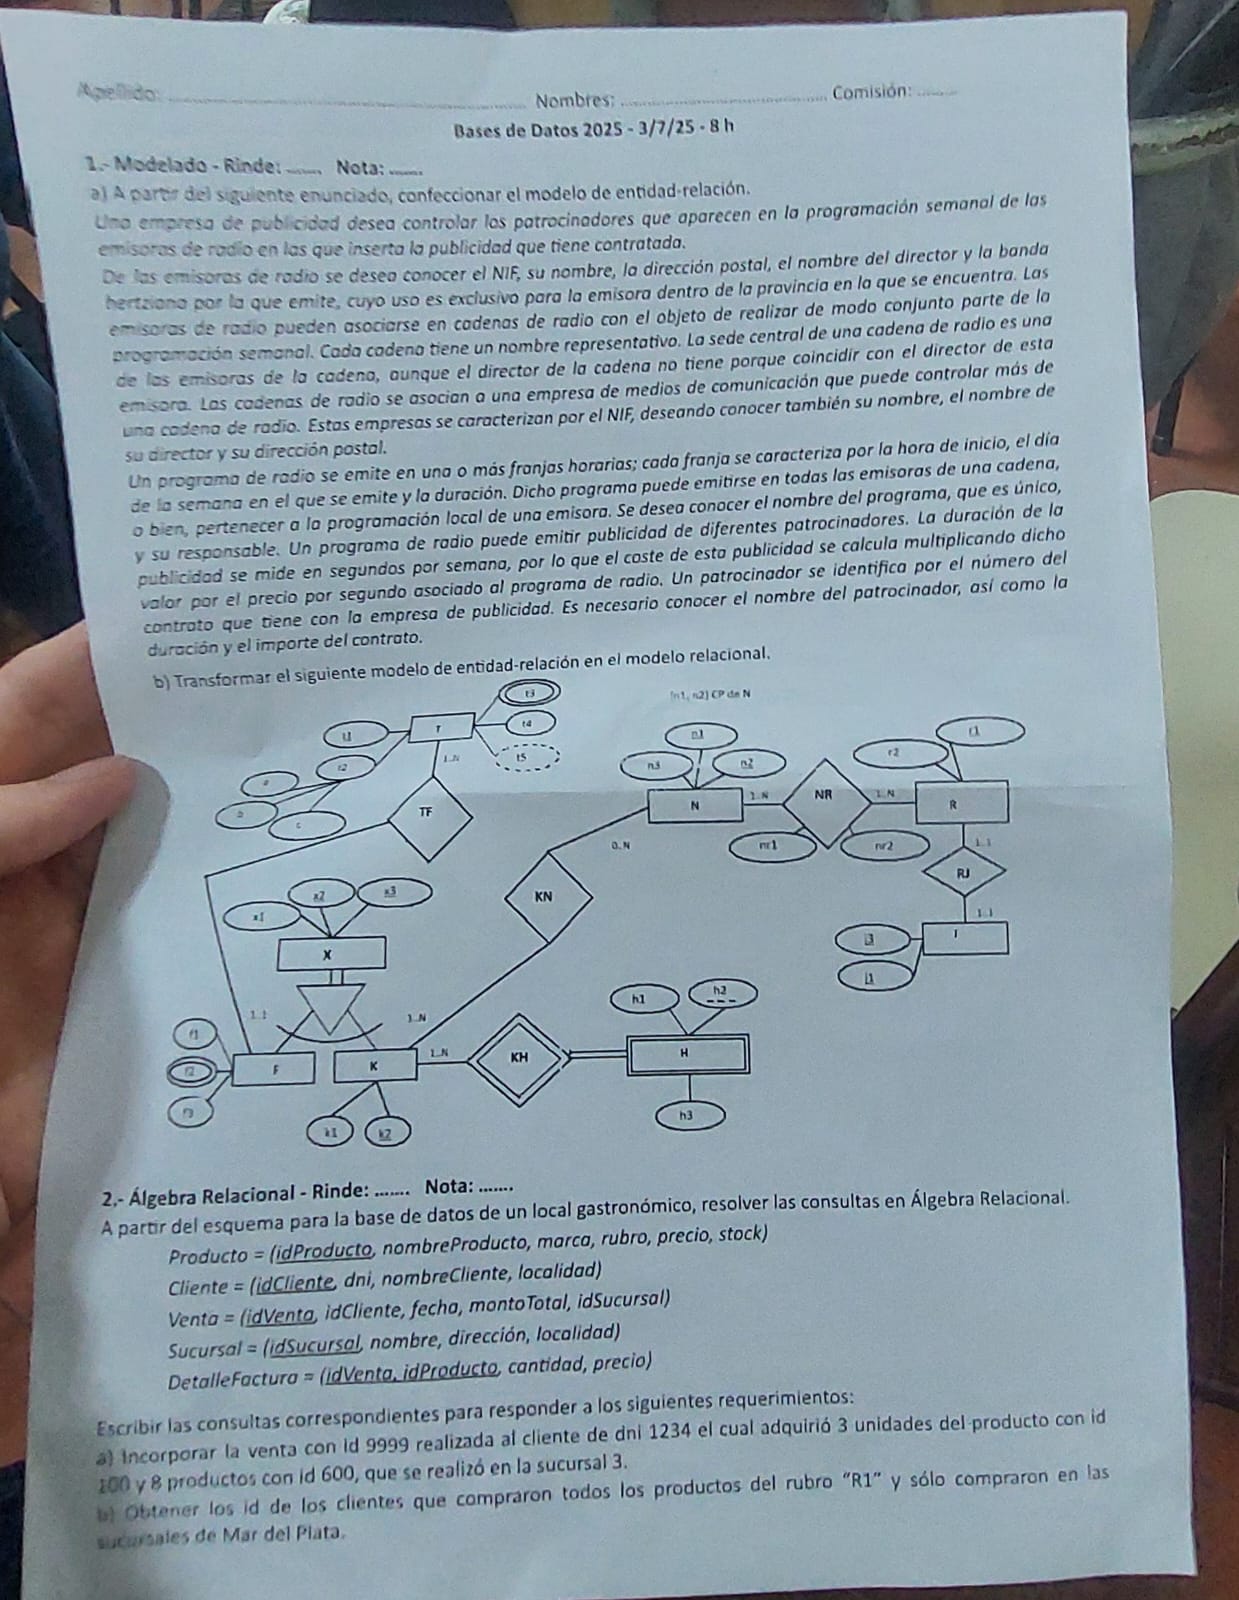 Apellido: ................ Nombres: ................ Comisión: ........
Bases de Datos 2025 - 3/7/25 - 8 h
1.- Modelado - Rinde: ....... Nota: .......
a) A partir del siguiente enunciado, confeccionar el modelo de entidad-relación.
Una empresa de publicidad desea controlar los patrocinadores que aparecen en la programación semanal de las
emisoras de radio en las que inserta la publicidad que tiene contratada.
De las emisoras de radio se desea conocer el NIF, su nombre, la dirección postal, el nombre del director y la banda
hertziana por la que emite, cuyo uso es exclusivo para la emisora dentro de la provincia en la que se encuentra. Las
emisoras de radio pueden asociarse en cadenas de radio con el objeto de realizar de modo conjunto parte de la
programación semanal. Cada cadena tiene un nombre representativo. La sede central de una cadena de radio es una
de las emisoras de la cadena, aunque el director de la cadena no tiene porque coincidir con el director de esta
emisora. Las cadenas de radio se asocian a una empresa de medios de comunicación que puede controlar más de
una cadena de radio. Estas empresas se caracterizan por el NIF, deseando conocer también su nombre, el nombre de
su director y su dirección postal.
Un programa de radio se emite en una o más franjas horarias; cada franja se caracteriza por la hora de inicio, el día
de la semana en el que se emite y la duración. Dicho programa puede emitirse en todas las emisoras de una cadena,
o bien, pertenecer a la programación local de una emisora. Se desea conocer el nombre del programa, que es único,
y su responsable. Un programa de radio puede emitir publicidad de diferentes patrocinadores. La duración de la
publicidad se mide en segundos por semana, por lo que el coste de esta publicidad se calcula multiplicando dicho
valor por el precio por segundo asociado al programa de radio. Un patrocinador se identifica por el número del
contrato que tiene con la empresa de publicidad. Es necesario conocer el nombre del patrocinador, así como la
duración y el importe del contrato.
b) Transformar el siguiente modelo de entidad-relación en el modelo relacional.
t3
(n1, n2) CP de N
t1 T t4
n1 r2 r1
t2 1..N t5
n3 n2
a
b c
TF
N 1..N NR 1..N R
0..N nr1 nr2 1..1
x2 x3
KN
RJ
x1
1..1
X
j3 J
j1
h1 h2
1..1 1..N
f1
f2 F K 1..N KH H
f3
k1 k2 h3
2.- Álgebra Relacional - Rinde: ....... Nota: .......
A partir del esquema para la base de datos de un local gastronómico, resolver las consultas en Álgebra Relacional.
Producto = (idProducto, nombreProducto, marca, rubro, precio, stock)
Cliente = (idCliente, dni, nombreCliente, localidad)
Venta = (idVenta, idCliente, fecha, montoTotal, idSucursal)
Sucursal = (idSucursal, nombre, dirección, localidad)
DetalleFactura = (idVenta, idProducto, cantidad, precio)
Escribir las consultas correspondientes para responder a los siguientes requerimientos:
a) Incorporar la venta con id 9999 realizada al cliente de dni 1234 el cual adquirió 3 unidades del producto con id
100 y 8 productos con id 600, que se realizó en la sucursal 3.
b) Obtener los id de los clientes que compraron todos los productos del rubro “R1” y sólo compraron en las
sucursales de Mar del Plata.